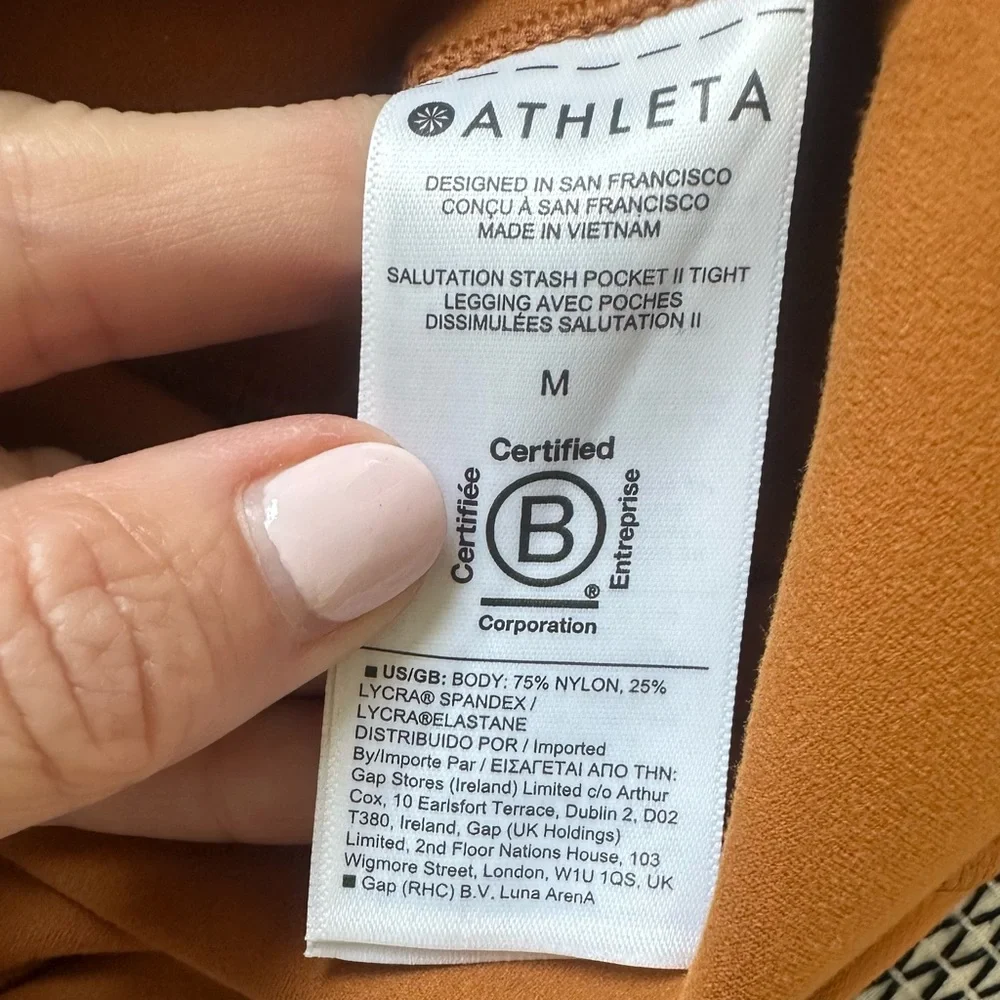 ATHLETA
DESIGNED IN SAN FRANCISCO
CONÇU À SAN FRANCISCO
MADE IN VIETNAM
SALUTATION STASH POCKET II TIGHT
LEGGING AVEC POCHES
DISSIMULÉES SALUTATION II
M
Certified
Certifiée
B
Entreprise
®
Corporation
US/GB: BODY: 75% NYLON, 25%
LYCRA® SPANDEX /
LYCRA®ELASTANE
DISTRIBUIDO POR / Imported
By/Importe Par / ΕΙΣΑΓΕΤΑΙ ΑΠΟ ΤΗΝ:
Gap Stores (Ireland) Limited c/o Arthur
Cox, 10 Earlsfort Terrace, Dublin 2, D02
T380, Ireland, Gap (UK Holdings)
Limited, 2nd Floor Nations House, 103
Wigmore Street, London, W1U 1QS, UK
Gap (RHC) B.V. Luna ArenA